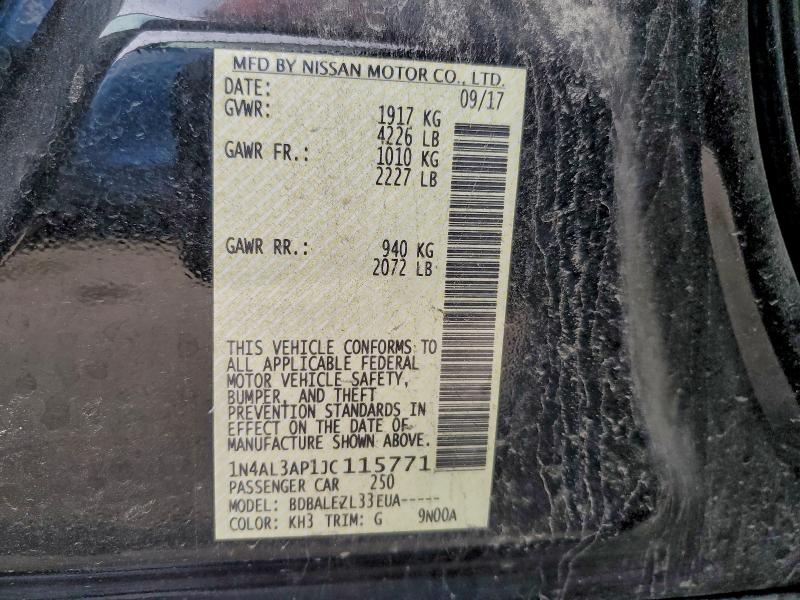 MFD BY NISSAN MOTOR CO., LTD.
DATE: 09/17
GVWR: 1917 KG
4226 LB
GAWR FR.: 1010 KG
2227 LB
GAWR RR.: 940 KG
2072 LB
THIS VEHICLE CONFORMS TO
ALL APPLICABLE FEDERAL
MOTOR VEHICLE SAFETY,
BUMPER, AND THEFT
PREVENTION STANDARDS IN
EFFECT ON THE DATE OF
MANUFACTURE SHOWN ABOVE.
1N4AL3AP1JC115771
PASSENGER CAR 250
MODEL: BDBALEZL33EUA-----
COLOR: KH3 TRIM: G 9N00A